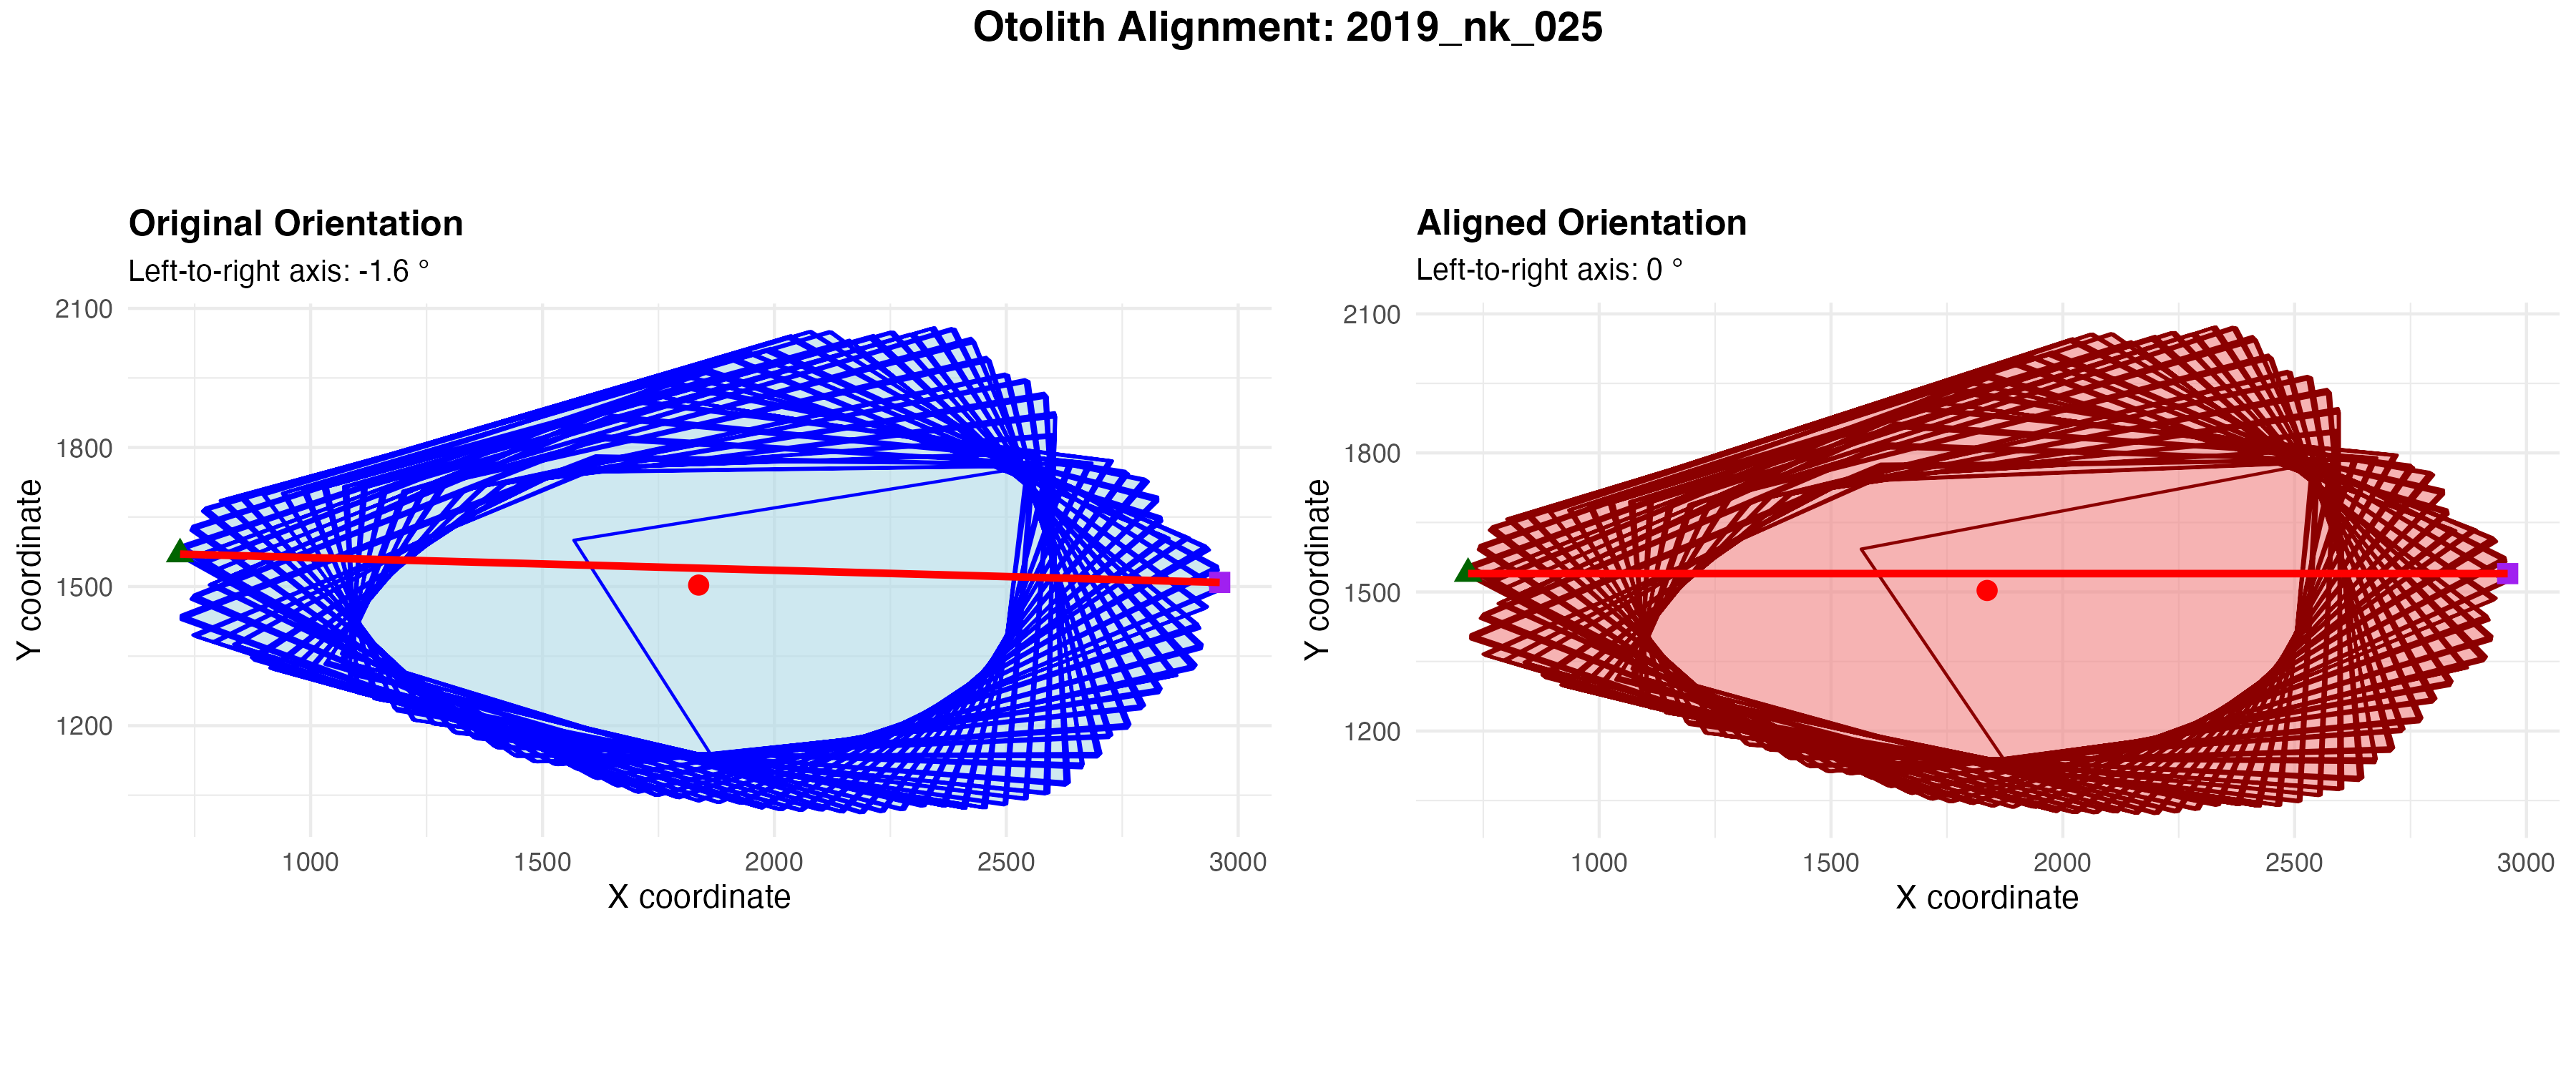 Otolith Alignment: 2019_nk_025
Original Orientation
Left-to-right axis: -1.6 °
2100
1800
1500
1200
Y coordinate
1000 1500 2000 2500 3000
X coordinate
Aligned Orientation
Left-to-right axis: 0 °
2100
1800
1500
1200
Y coordinate
1000 1500 2000 2500 3000
X coordinate